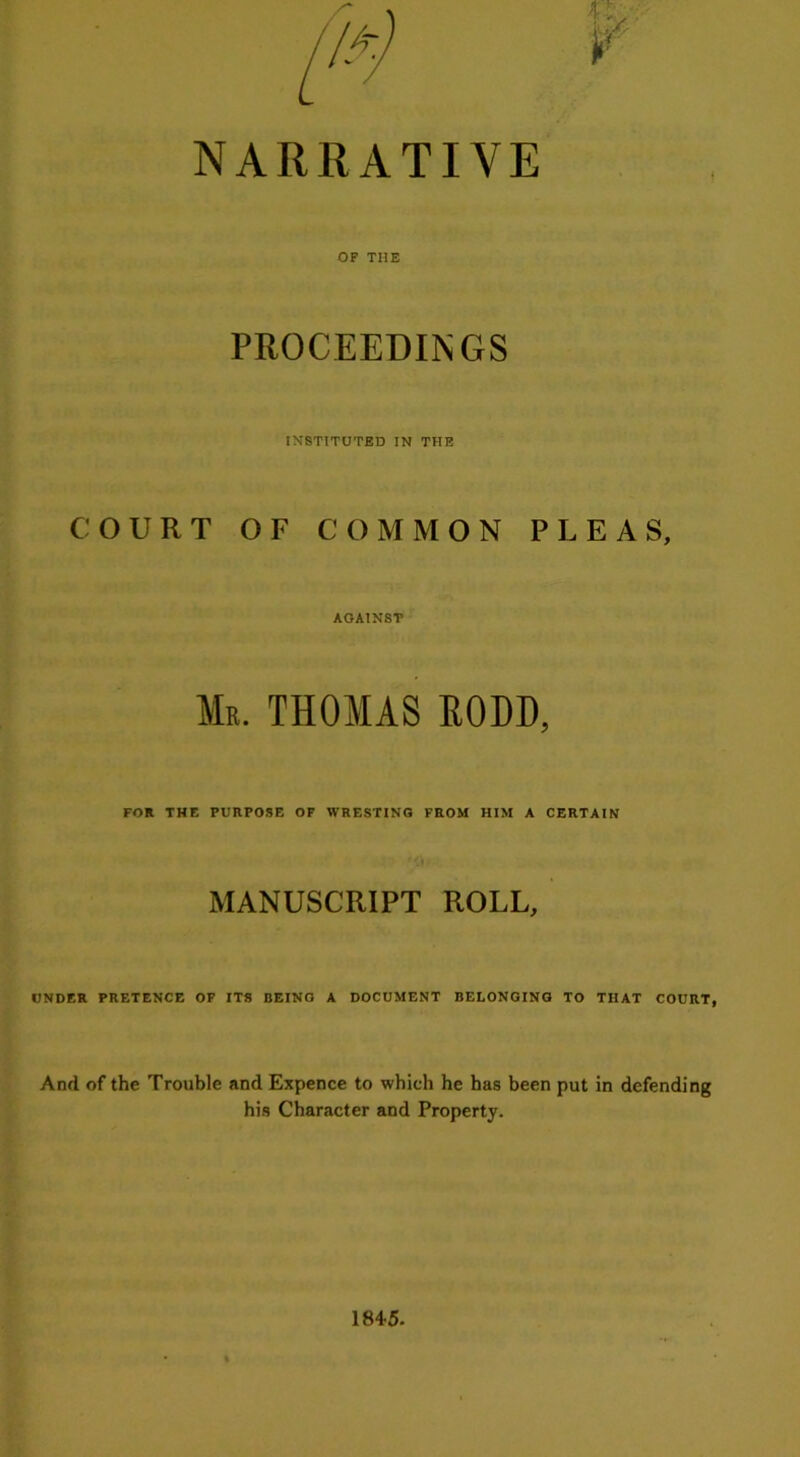 NARRATIVE
OF THE
PROCEEDINGS
INSTITUTED IN THE
COURT OF COMMON PLEAS,
AGAINST
MR. THOMAS RODD,
FOR THE PURPOSE OF WRESTING FROM HIM A CERTAIN
MANUSCRIPT ROLL,
UNDER PRETENCE OF ITS BEING A DOCUMENT BELONGING TO THAT COURT,
And of the Trouble and Expence to which he has been put in defending
his Character and Property.
1845.